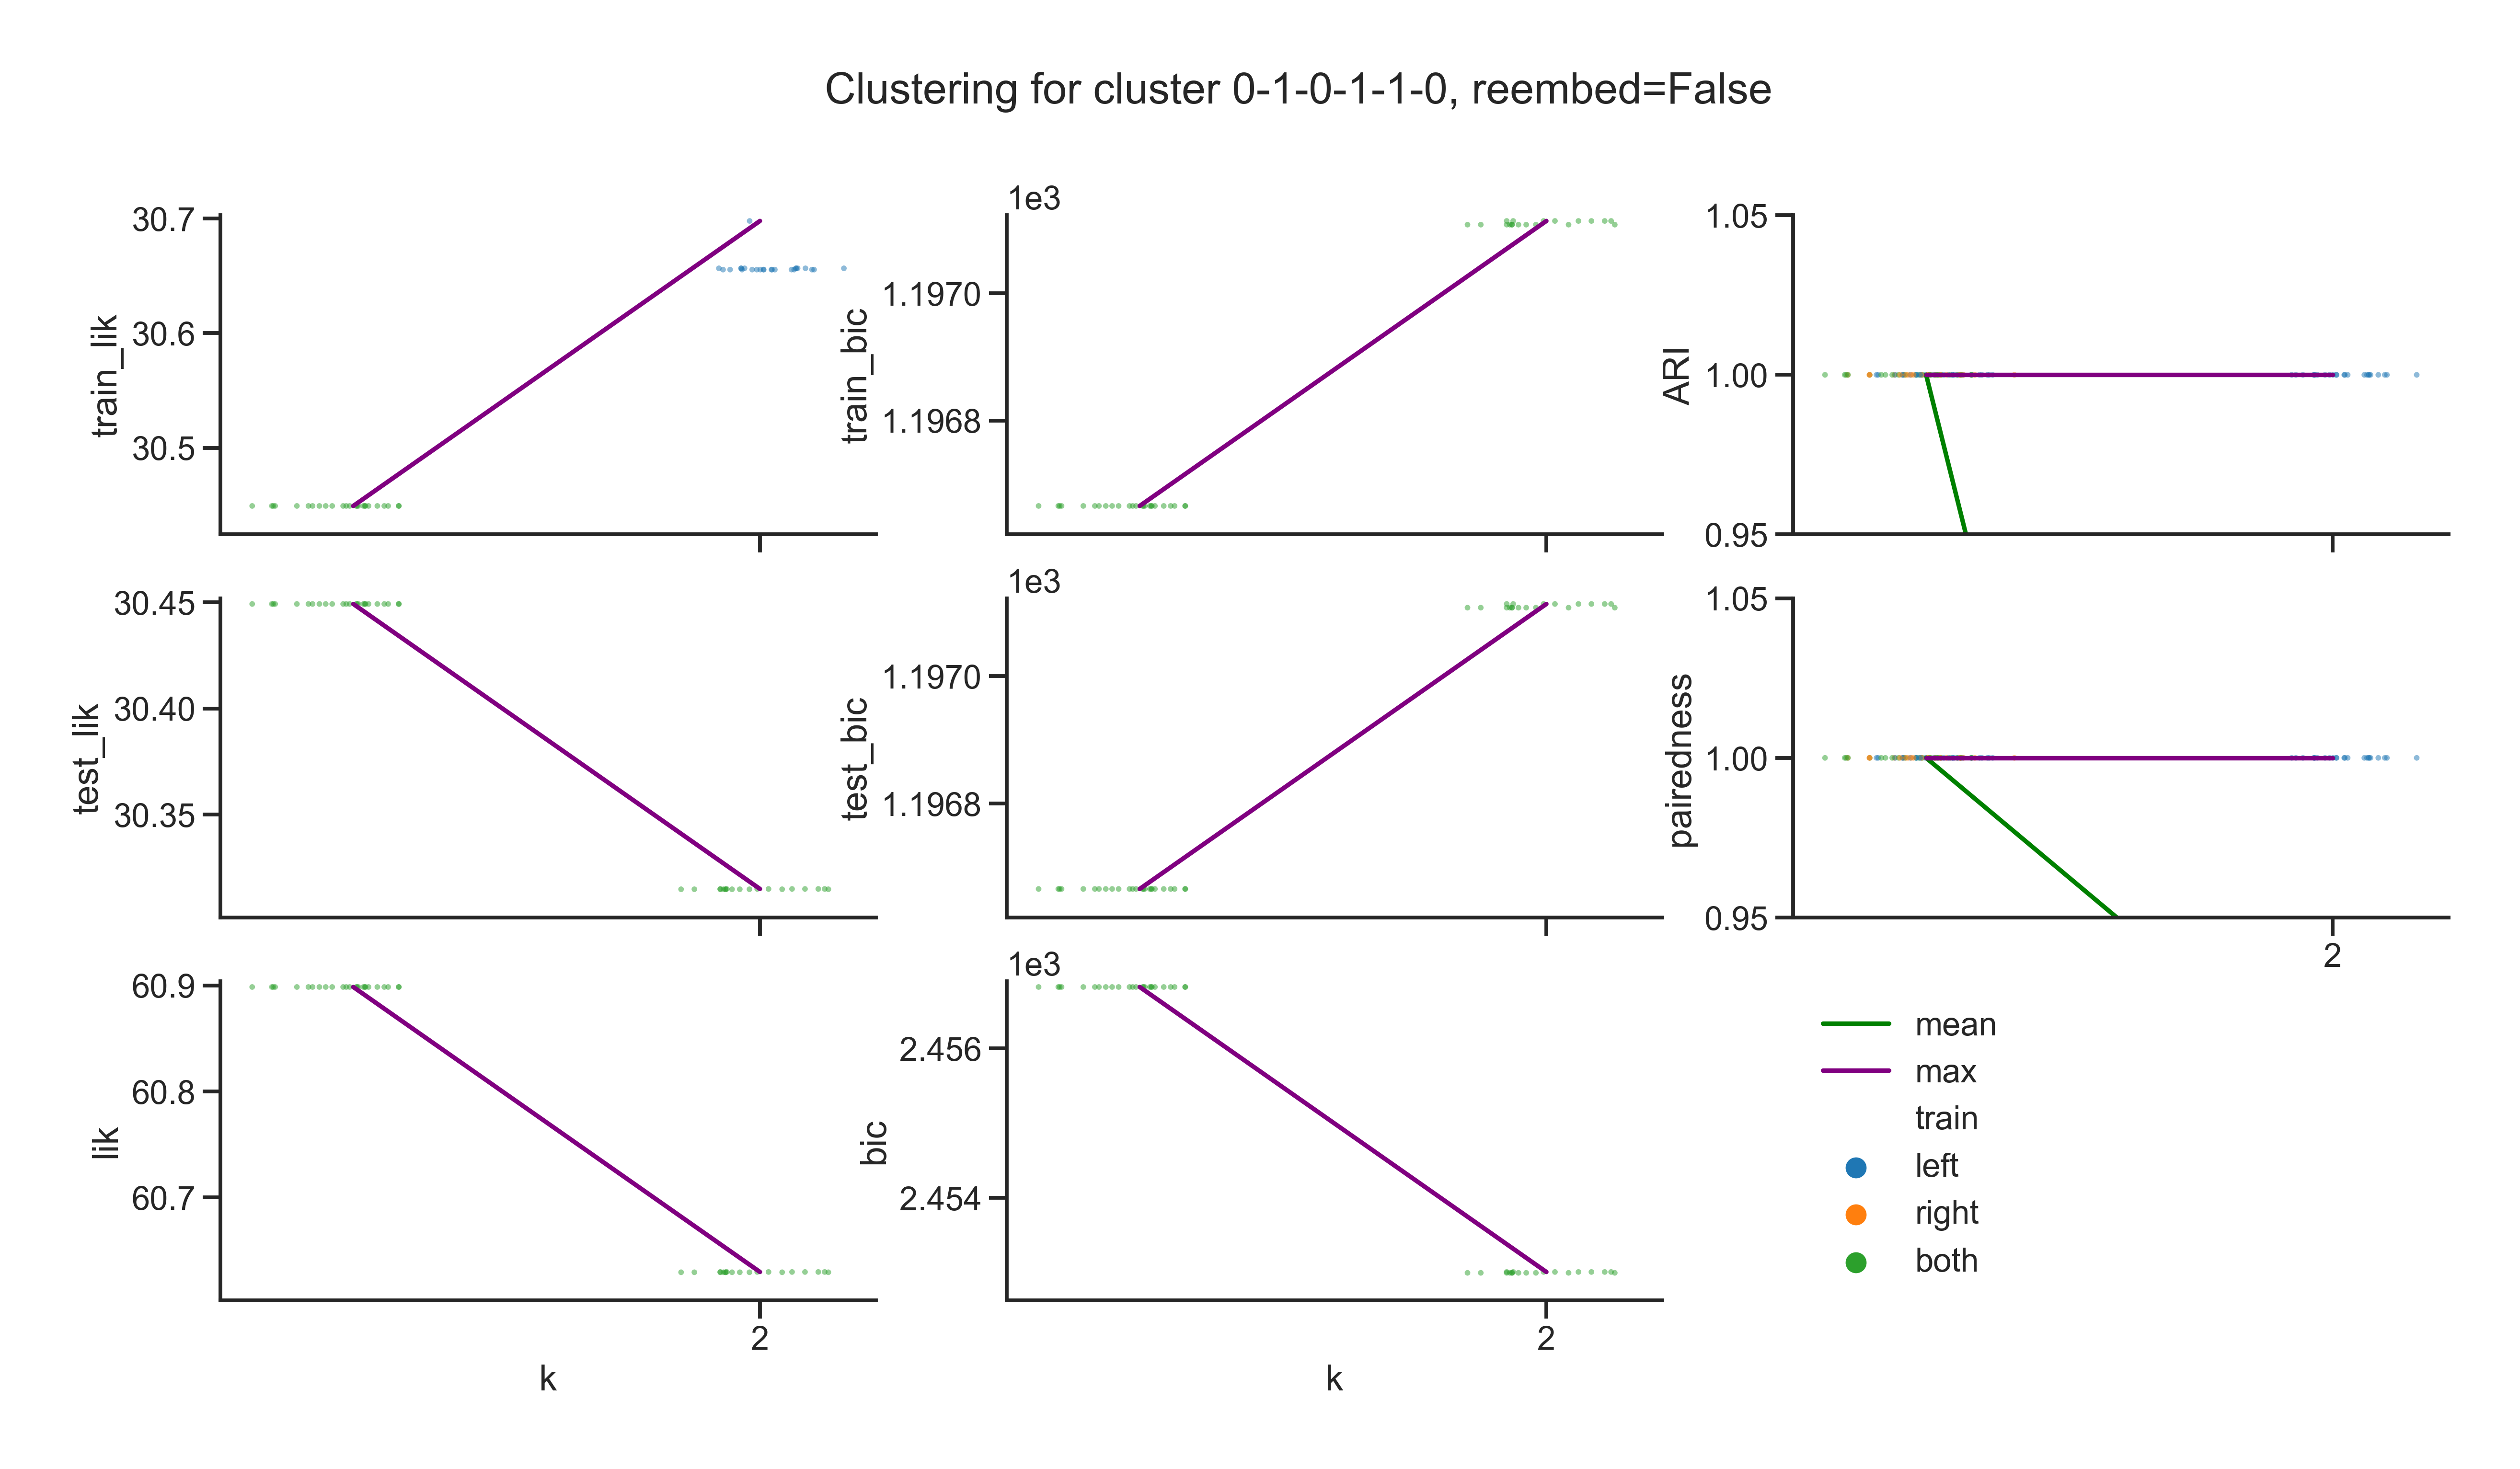 Clustering for cluster 0-1-0-1-1-0, reembed=False
train_lik
30.7
30.6
30.5
1e3
train_bic
1.1970
1.1968
ARI
1.05
1.00
0.95
test_lik
30.45
30.40
30.35
1e3
test_bic
1.1970
1.1968
pairedness
1.05
1.00
0.95
2
lik
60.9
60.8
60.7
2
k
1e3
bic
2.456
2.454
2
k
mean
max
train
left
right
both